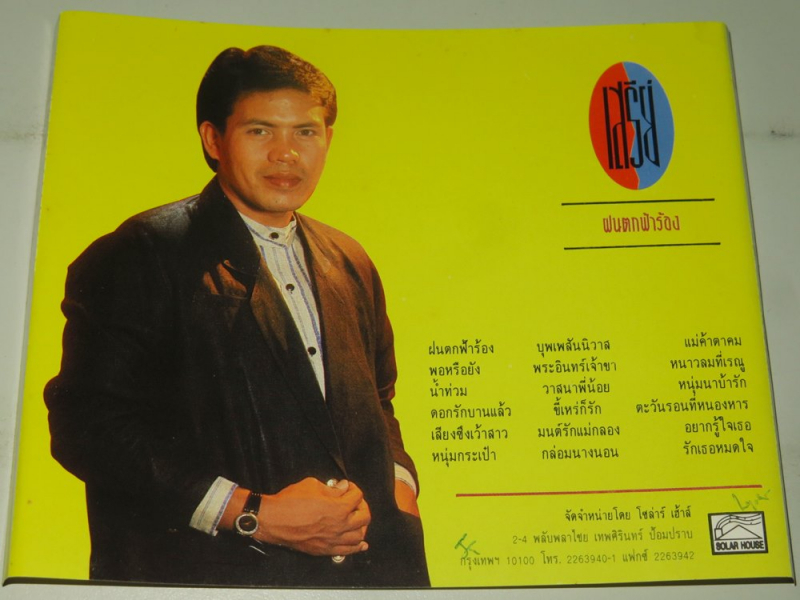 เสรีย์
ฝนตกฟ้าร้อง
ฝนตกฟ้าร้อง บุพเพสันนิวาส แม่ค้าตาคม
พอหรือยัง พระอินทร์เจ้าขา หนาวลมที่เรณู
น้ำท่วม วาสนาพี่น้อย หนุ่มนาบ้ารัก
ดอกรักบานแล้ว ขี้เหร่ก็รัก ตะวันรอนที่หนองหาร
เสียงซึงเว้าสาว มนต์รักแม่กลอง อยากรู้ใจเธอ
หนุ่มกระเป๋า กล่อมนางนอน รักเธอหมดใจ
จัดจำหน่ายโดย โซล่าร์ เฮ้าส์
2-4 พลับพลาไชย เทพศิรินทร์ ป้อมปราบ
กรุงเทพฯ 10100 โทร. 2263940-1 แฟกซ์ 2263942
SOLAR HOUSE